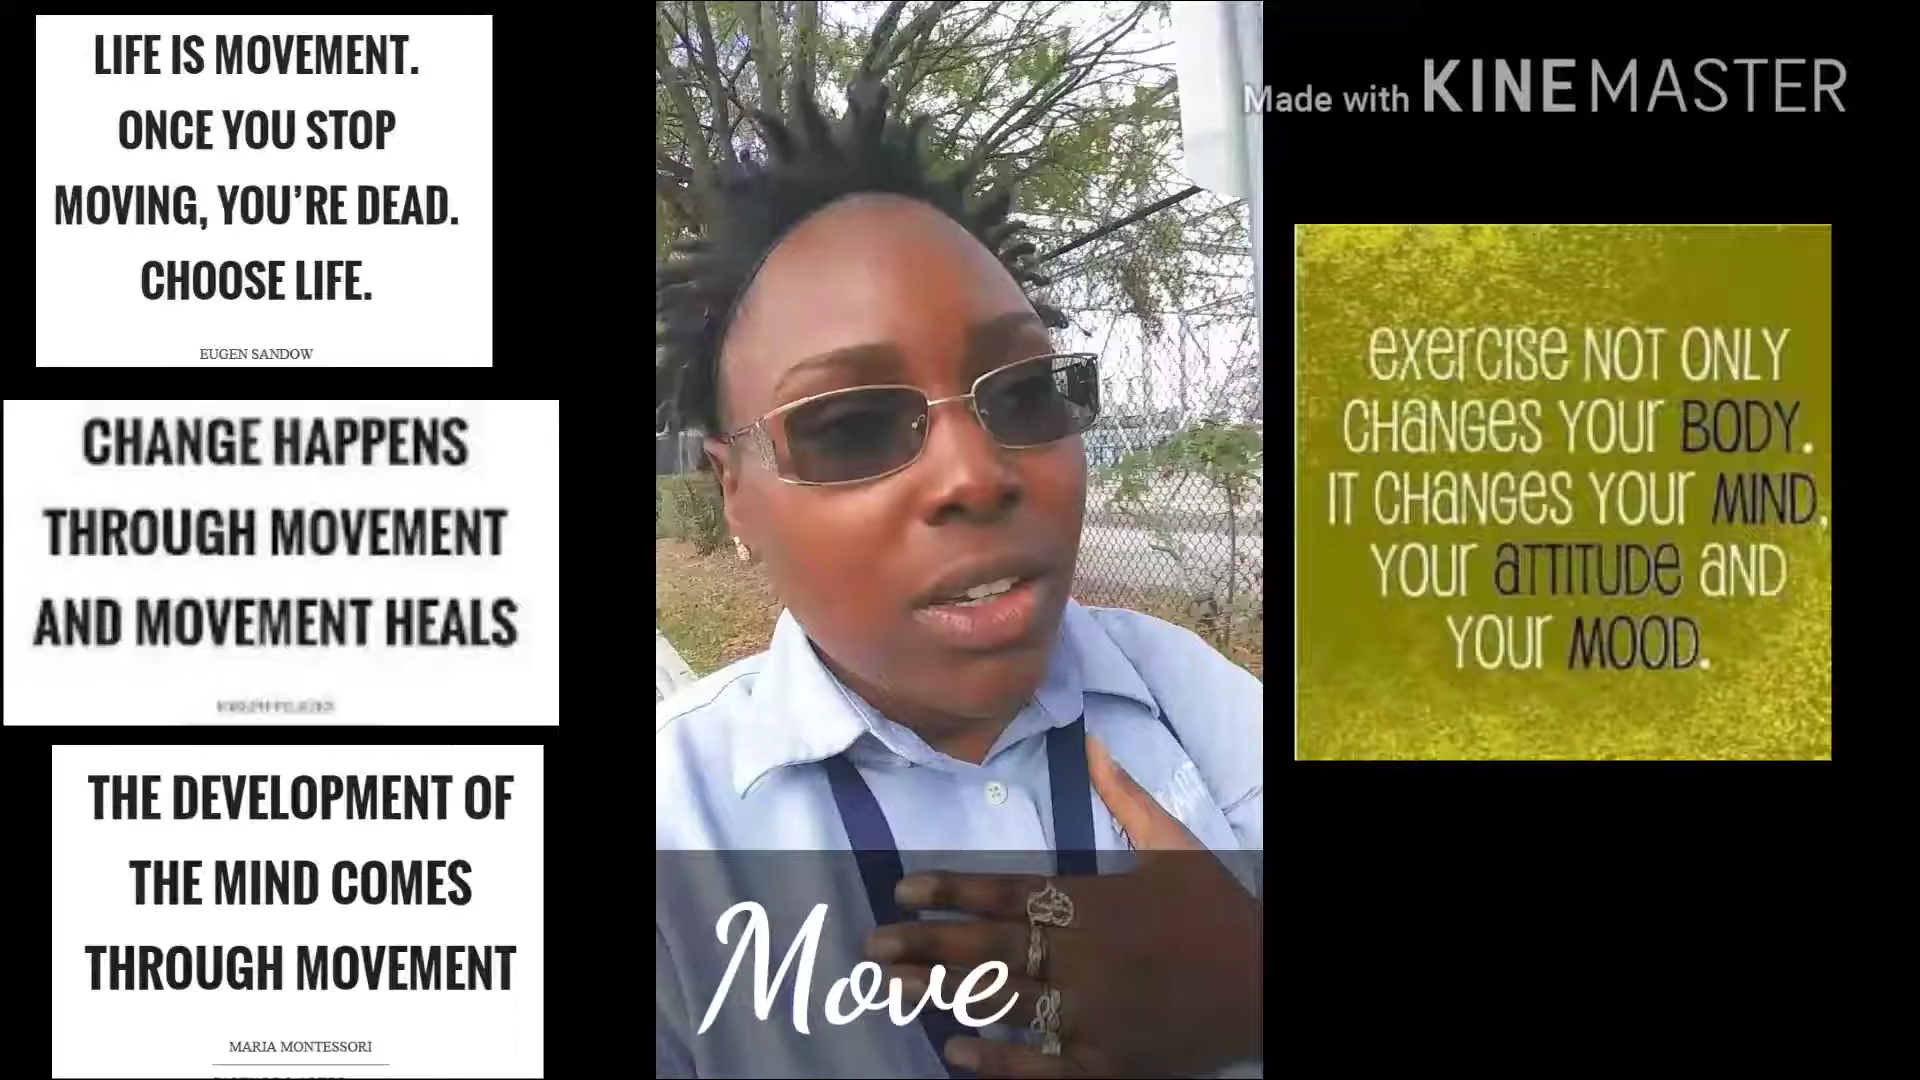 LIFE IS MOVEMENT.
ONCE YOU STOP
MOVING, YOU'RE DEAD.
CHOOSE LIFE.
EUGEN SANDOW
CHANGE HAPPENS
THROUGH MOVEMENT
AND MOVEMENT HEALS
JOSEPH PILATES
THE DEVELOPMENT OF
THE MIND COMES
THROUGH MOVEMENT
MARIA MONTESSORI
Move
Made with KINEMASTER
exercise NOT ONLY
CHaNGes YOUr BODY.
IT CHaNGes YOUr MIND,
YOUr aTTITUDe aND
YOUr MOOD.